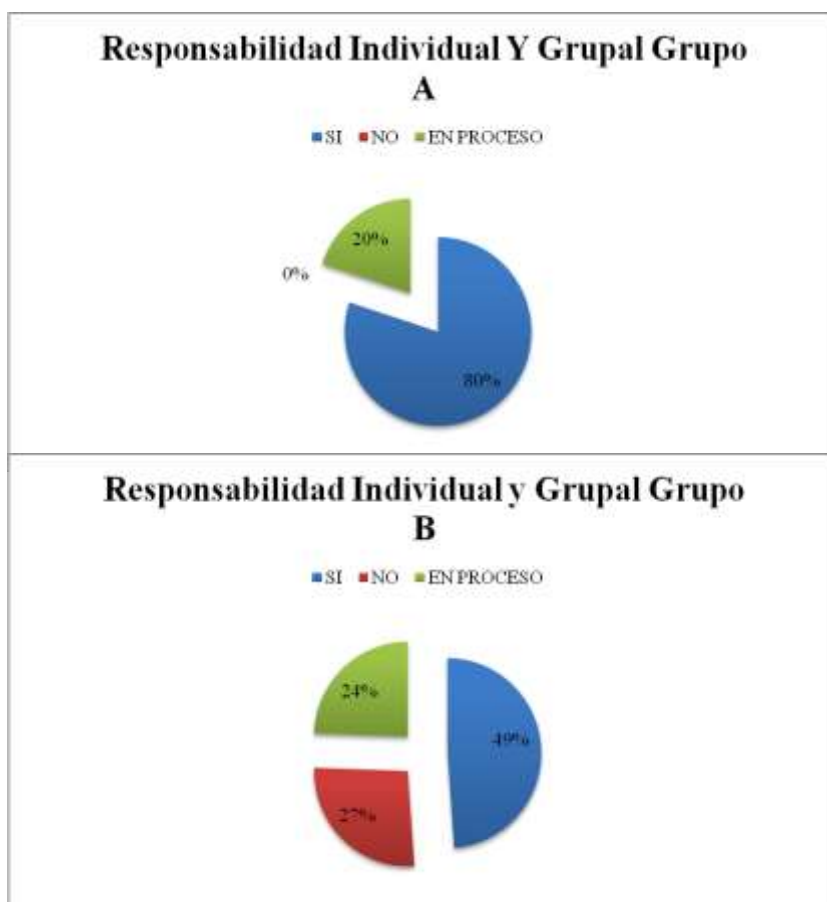 Responsabilidad Individual Y Grupal Grupo
A
SI NO EN PROCESO
20%
0%
80%
Responsabilidad Individual y Grupal Grupo
B
SI NO EN PROCESO
24%
49%
27%